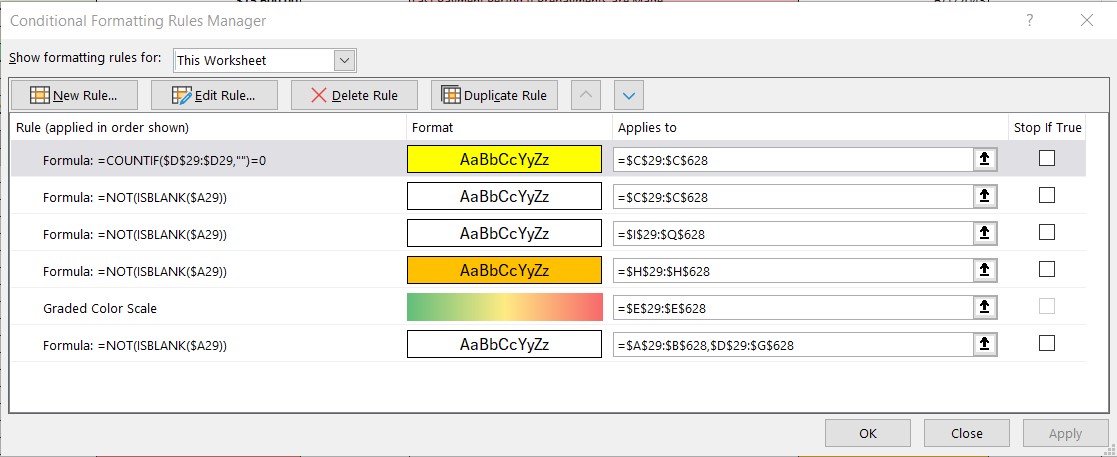 Conditional Formatting Rules Manager
Show formatting rules for: This Worksheet
New Rule... Edit Rule... Delete Rule Duplicate Rule
Rule (applied in order shown) Format Applies to Stop If True
Formula: =COUNTIF($D$29:$D29,"")=0 AaBbCcYyZz =$C$29:$C$628
Formula: =NOT(ISBLANK($A29)) AaBbCcYyZz =$C$29:$C$628
Formula: =NOT(ISBLANK($A29)) AaBbCcYyZz =$I$29:$Q$628
Formula: =NOT(ISBLANK($A29)) AaBbCcYyZz =$H$29:$H$628
Graded Color Scale =$E$29:$E$628
Formula: =NOT(ISBLANK($A29)) AaBbCcYyZz =$A$29:$B$628,$D$29:$G$628
OK Close Apply